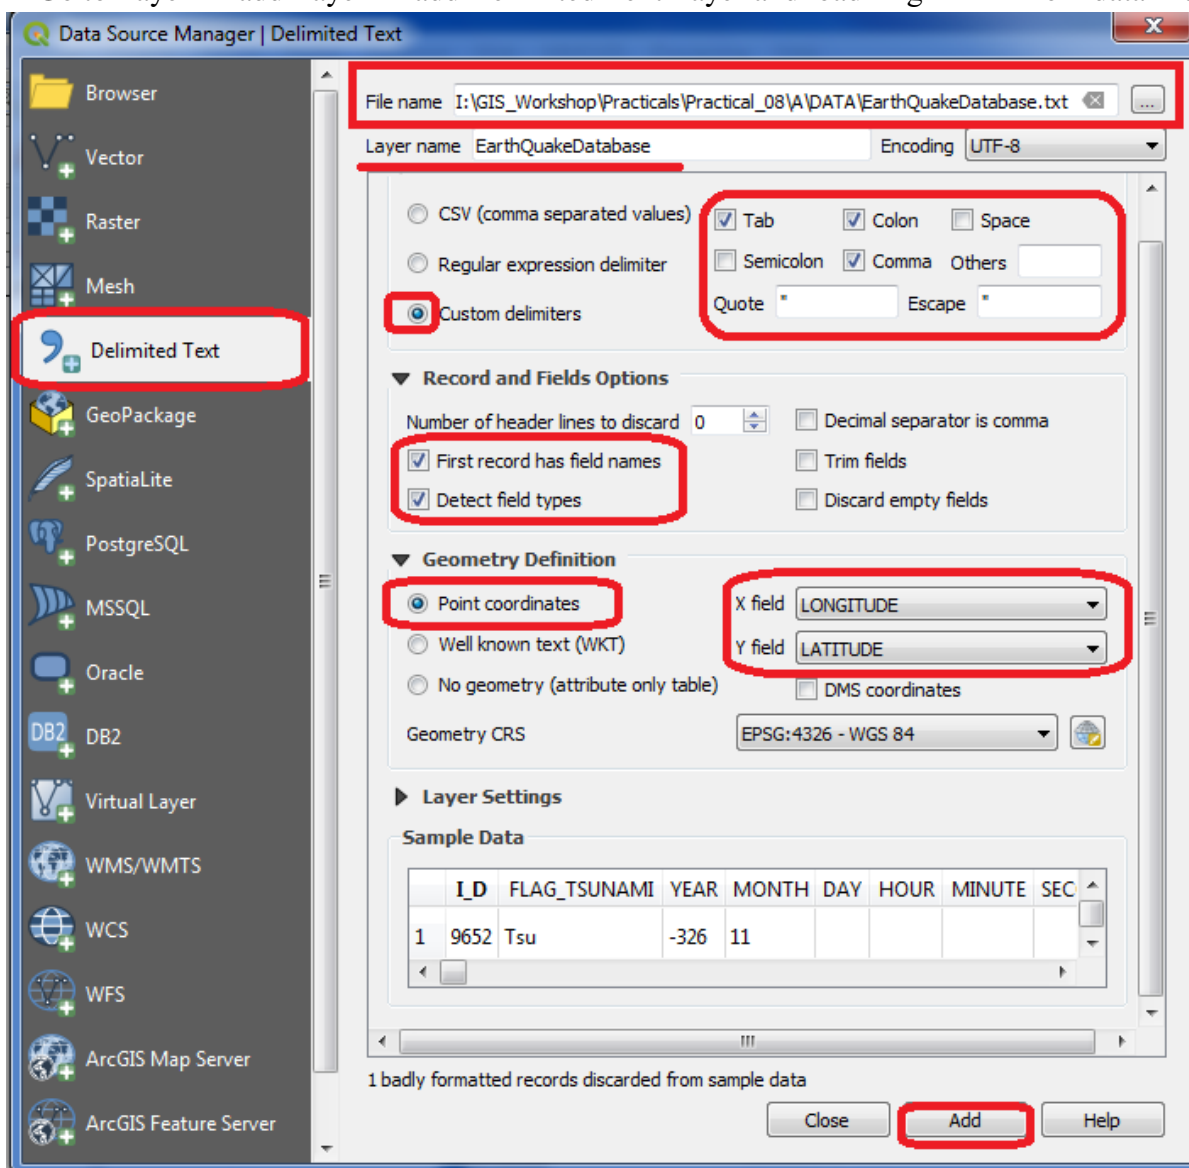 Data Source Manager | Delimited Text
X
Browser
Vector
Raster
Mesh
Delimited Text
GeoPackage
SpatiaLite
PostgreSQL
MSSQL
Oracle
DB2 DB2
Virtual Layer
WMS/WMTS
WCS
WFS
ArcGIS Map Server
ArcGIS Feature Server
File name I:\GIS_Workshop\Practicals\Practical_08\A\DATA\EarthQuakeDatabase.txt ...
Layer name EarthQuakeDatabase Encoding UTF-8
CSV (comma separated values) Tab Colon Space
Regular expression delimiter Semicolon Comma Others
Custom delimiters Quote " Escape "
Record and Fields Options
Number of header lines to discard 0 Decimal separator is comma
First record has field names Trim fields
Detect field types Discard empty fields
Geometry Definition
Point coordinates X field LONGITUDE
Well known text (WKT) Y field LATITUDE
No geometry (attribute only table) DMS coordinates
Geometry CRS EPSG:4326 - WGS 84
Layer Settings
Sample Data
I_D FLAG_TSUNAMI YEAR MONTH DAY HOUR MINUTE SEC
1 9652 Tsu -326 11
1 badly formatted records discarded from sample data
Close Add Help